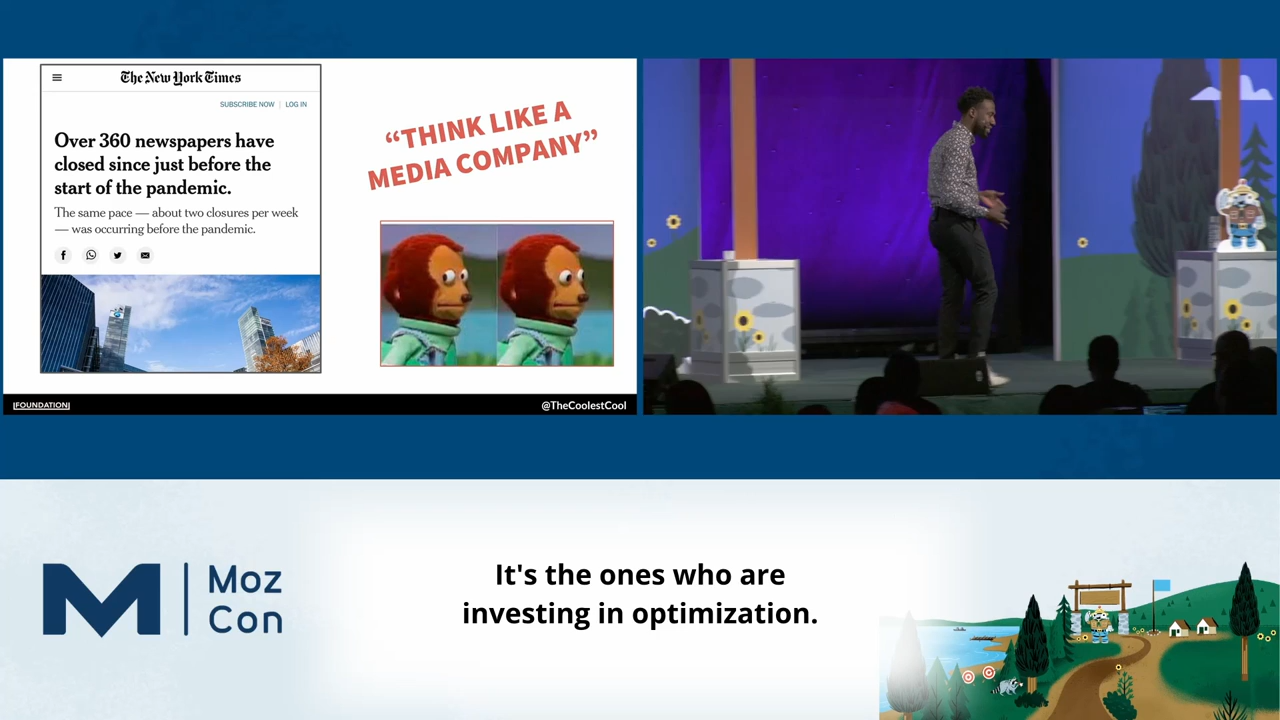 The New York Times
SUBSCRIBE NOW | LOG IN
Over 360 newspapers have
closed since just before the
start of the pandemic.
The same pace — about two closures per week
— was occurring before the pandemic.
“THINK LIKE A
MEDIA COMPANY”
[FOUNDATION]
@TheCoolestCool
M | Moz
Con
It's the ones who are
investing in optimization.